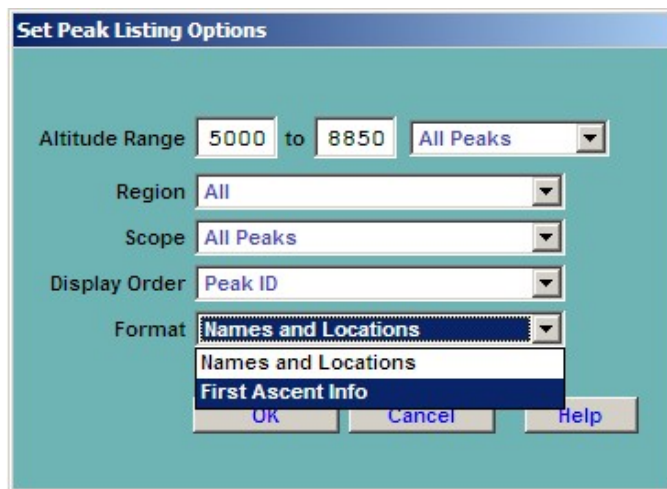 Set Peak Listing Options
Altitude Range 5000 to 8850 All Peaks
Region All
Scope All Peaks
Display Order Peak ID
Format Names and Locations
Names and Locations
First Ascent Info
OK Cancel Help